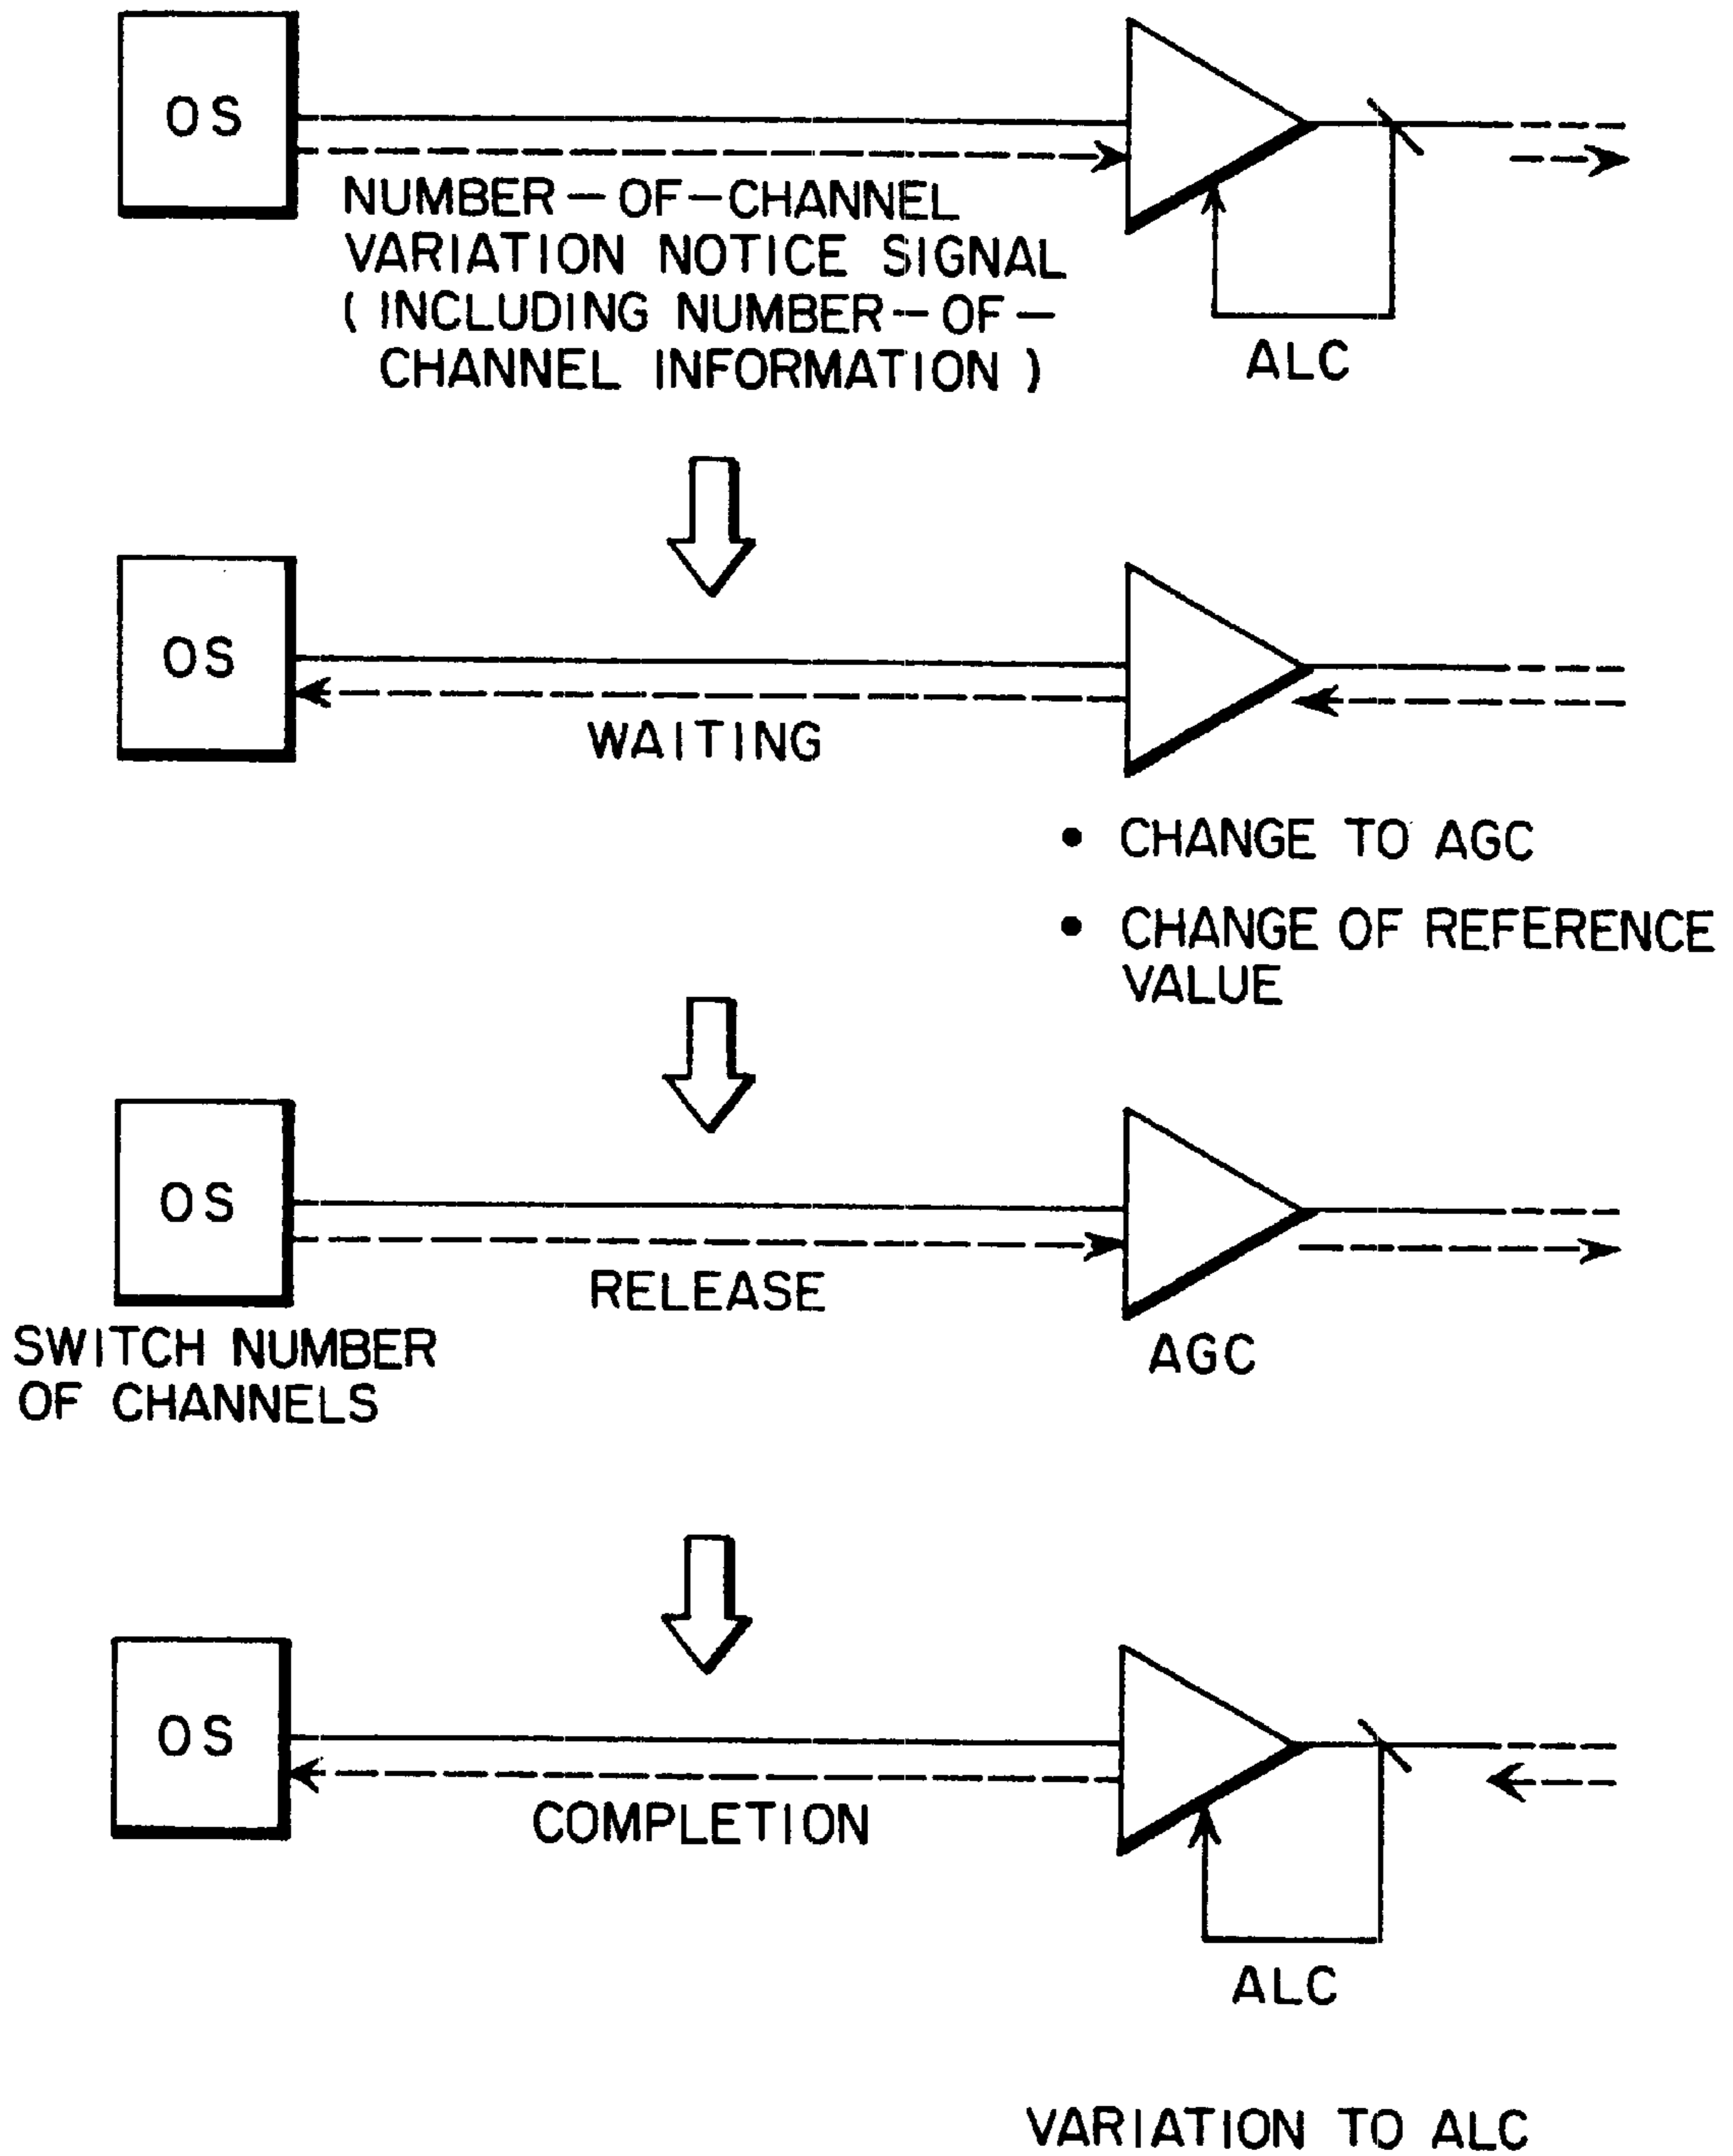 OS
NUMBER-OF-CHANNEL
VARIATION NOTICE SIGNAL
(INCLUDING NUMBER-OF-
CHANNEL INFORMATION)
ALC
OS
WAITING
• CHANGE TO AGC
• CHANGE OF REFERENCE
VALUE
OS
RELEASE
SWITCH NUMBER
OF CHANNELS
AGC
OS
COMPLETION
ALC
VARIATION TO ALC